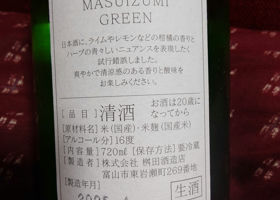 MASUIZUMI
GREEN
日本酒に、ライムやレモンなどの柑橘の香りと
ハーブの青々しいニュアンスを表現したく
試行錯誤しました。
爽やかで清涼感のある香りと酸味を
お楽しみください。
[品目] 清酒 お酒は20歳に
なってから
[原材料名] 米(国産)・米麹(国産米)
[アルコール分] 16度
[内容量] 720ml [保存方法] 要冷蔵
[製造者] 株式会社 桝田酒造店
富山市東岩瀬町269番地
[製造年月]
生酒